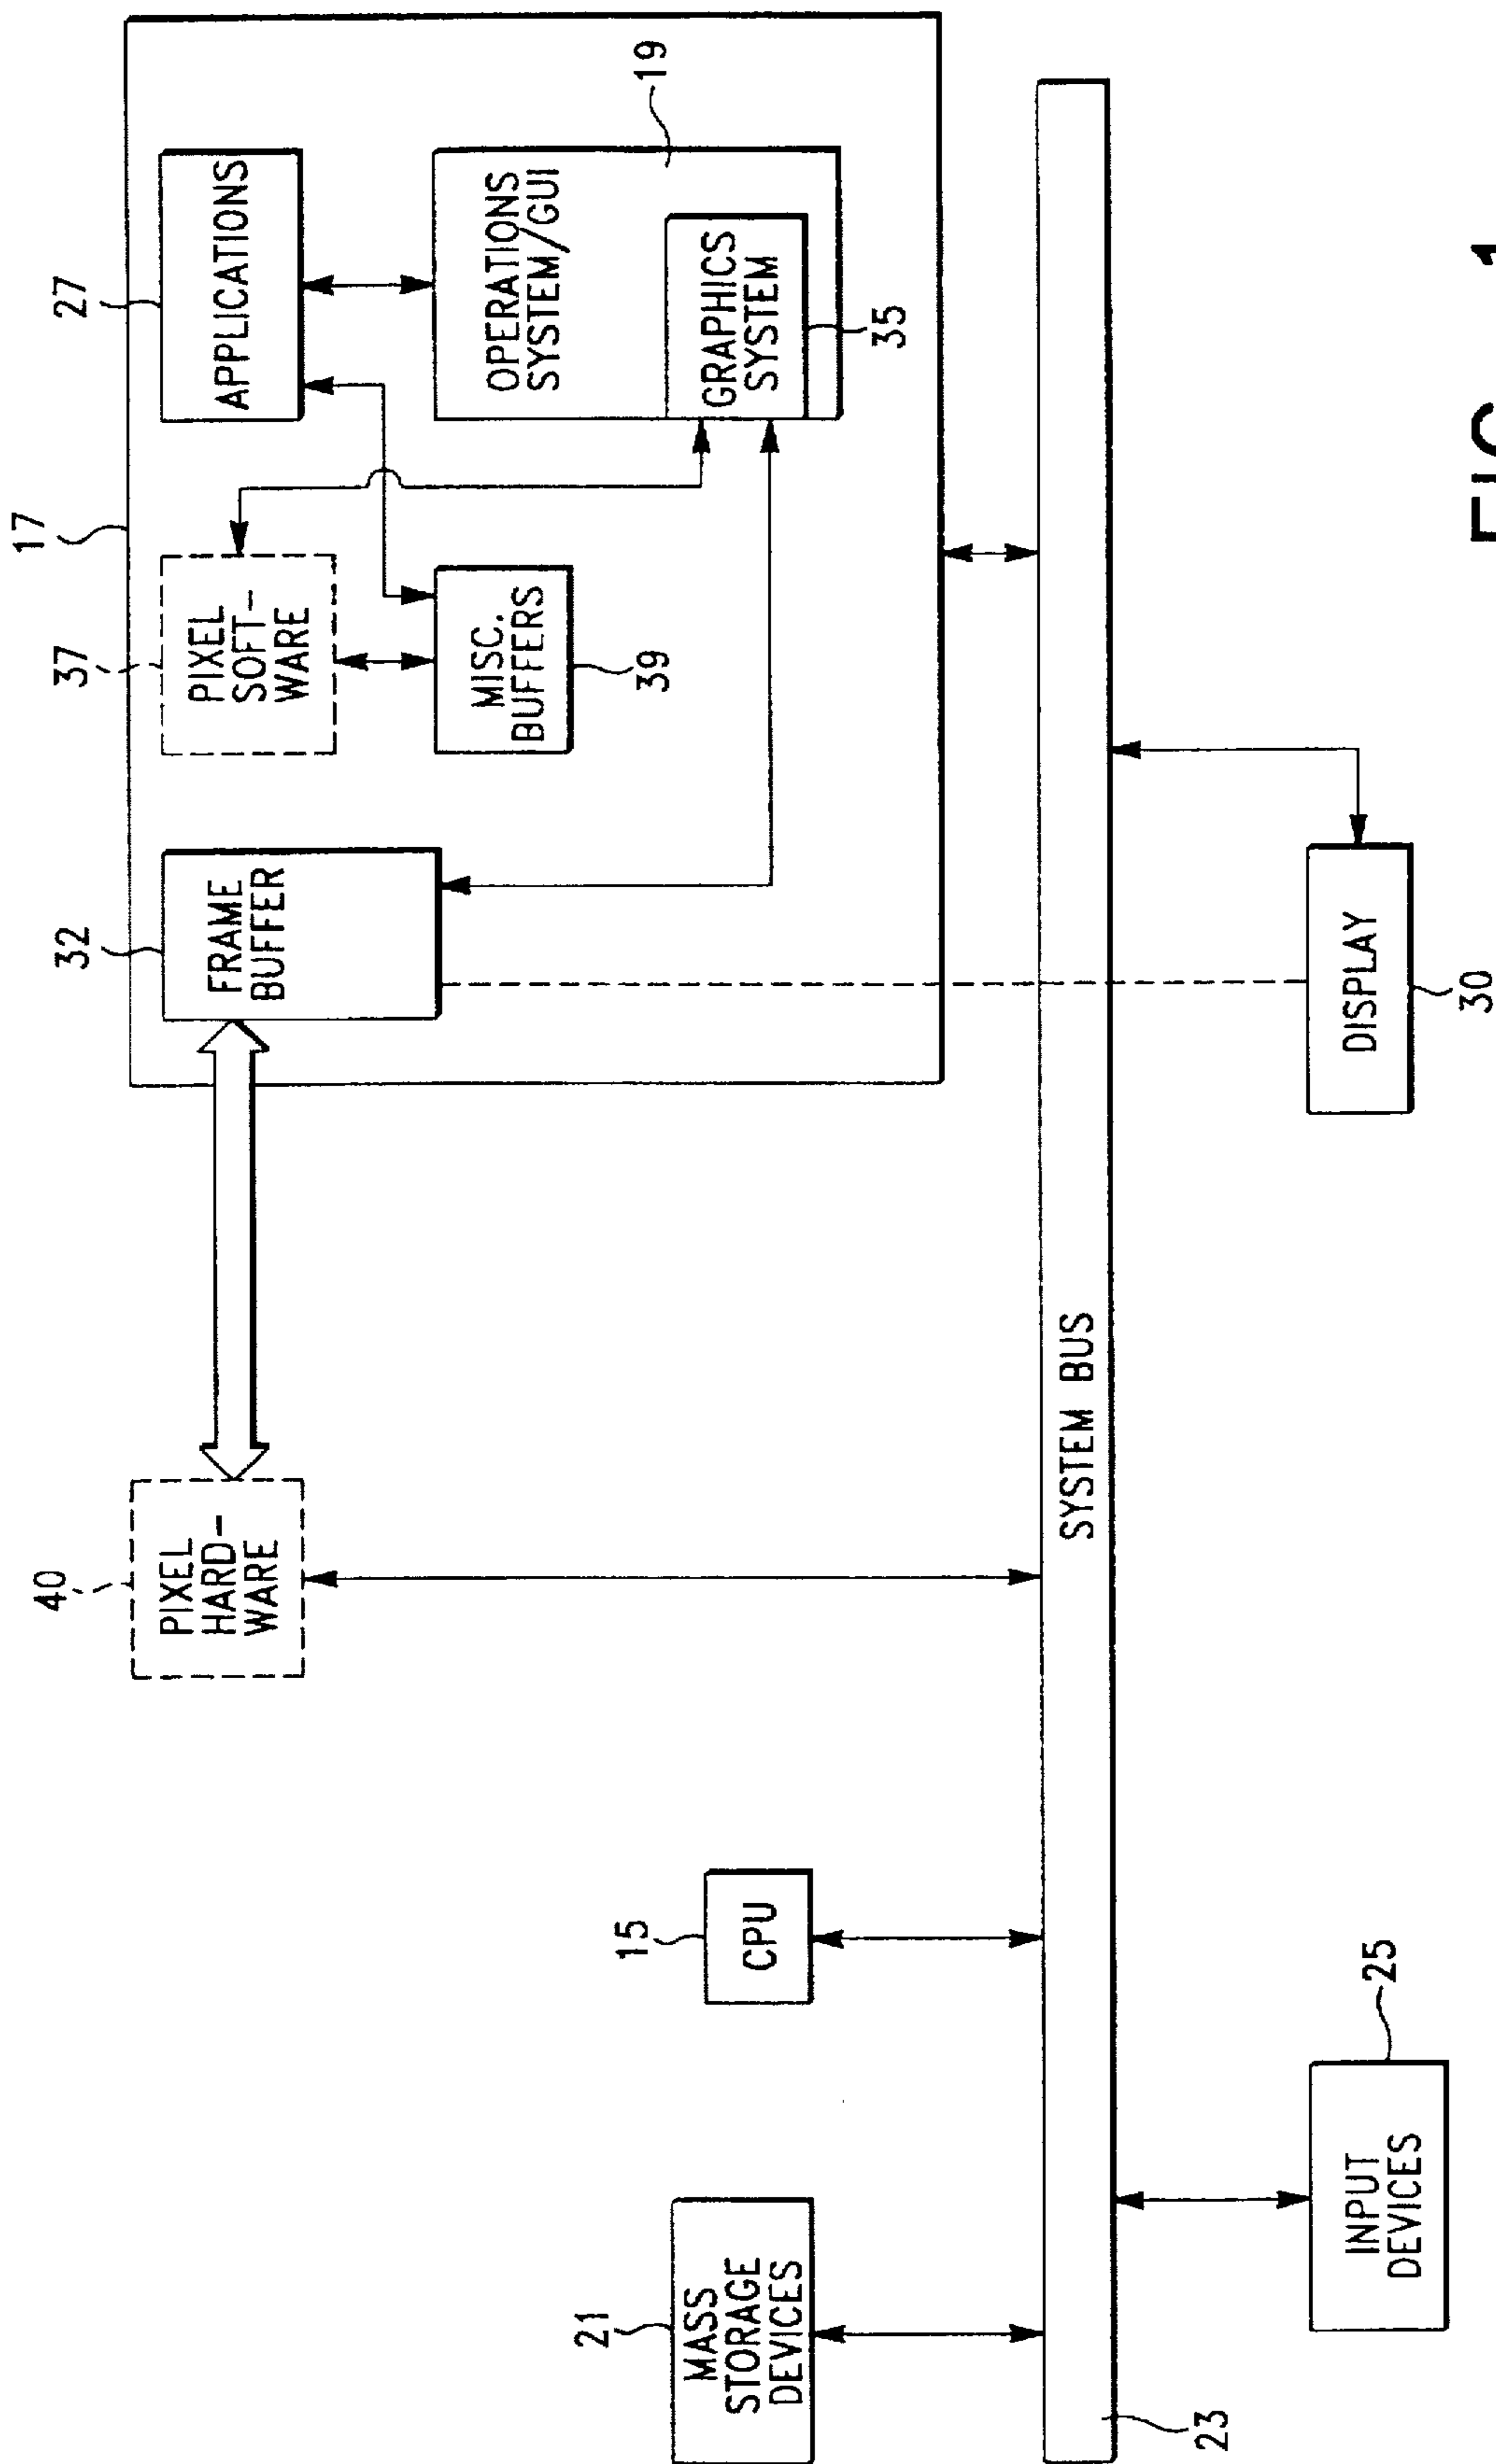 17
27
APPLICATIONS
37
PIXEL
SOFT-
WARE
32
FRAME
BUFFER
OPERATIONS
SYSTEM/GUI
19
GRAPHICS
SYSTEM
35
MISC.
BUFFERS
39
40
PIXEL
HARD-
WARE
15
CPU
21
MASS
STORAGE
DEVICES
SYSTEM BUS
23
INPUT
DEVICES
25
DISPLAY
30
FIG. 1